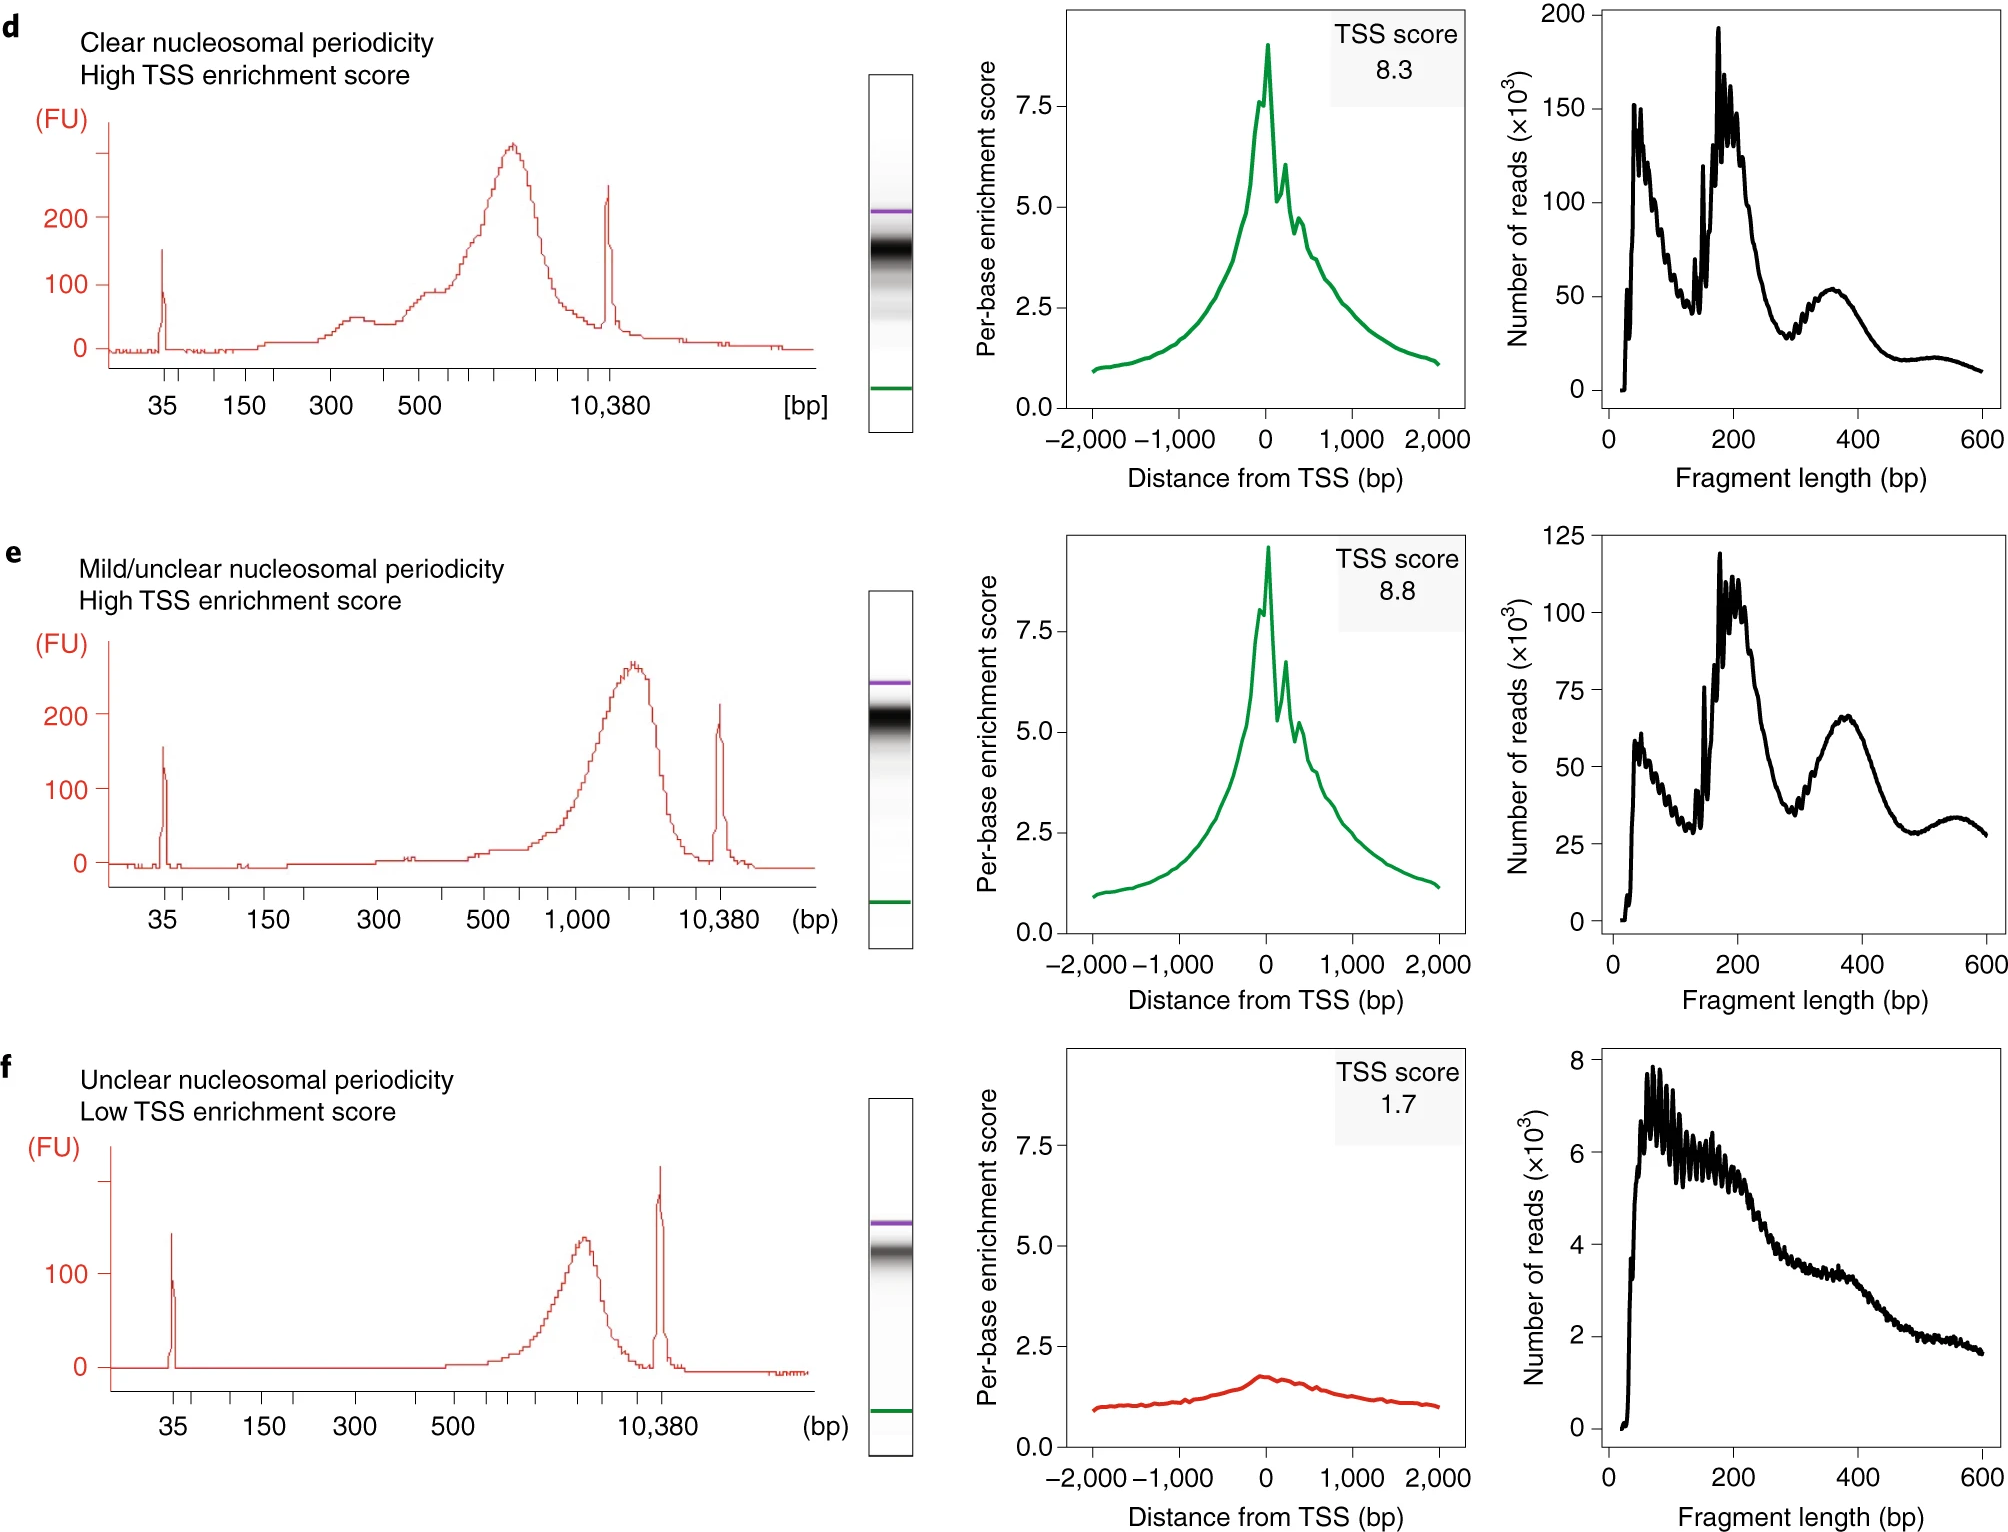 d
Clear nucleosomal periodicity
High TSS enrichment score
(FU)
200
100
0
35 150 300 500 10,380 [bp]
Per-base enrichment score
7.5
5.0
2.5
0.0
TSS score
8.3
−2,000 −1,000 0 1,000 2,000
Distance from TSS (bp)
Number of reads (×10³)
200
150
100
50
0
0 200 400 600
Fragment length (bp)
e
Mild/unclear nucleosomal periodicity
High TSS enrichment score
(FU)
200
100
0
35 150 300 500 1,000 10,380 (bp)
Per-base enrichment score
7.5
5.0
2.5
0.0
TSS score
8.8
−2,000 −1,000 0 1,000 2,000
Distance from TSS (bp)
Number of reads (×10³)
125
100
75
50
25
0
0 200 400 600
Fragment length (bp)
f
Unclear nucleosomal periodicity
Low TSS enrichment score
(FU)
100
0
35 150 300 500 10,380 (bp)
Per-base enrichment score
7.5
5.0
2.5
0.0
TSS score
1.7
−2,000 −1,000 0 1,000 2,000
Distance from TSS (bp)
Number of reads (×10³)
8
6
4
2
0
0 200 400 600
Fragment length (bp)